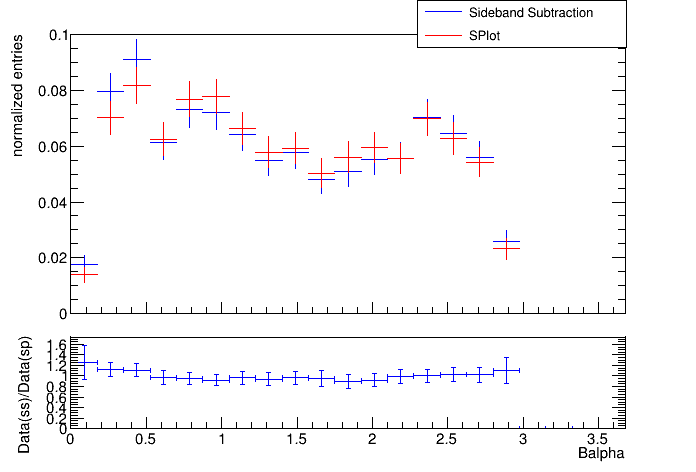 Sideband Subtraction
SPlot
normalized entries
0.1
0.08
0.06
0.04
0.02
0
Data(ss)/Data(sp)
1.6
1.4
1.2
1
0.8
0.6
0.4
0.2
0
0 0.5 1 1.5 2 2.5 3 3.5
Balpha